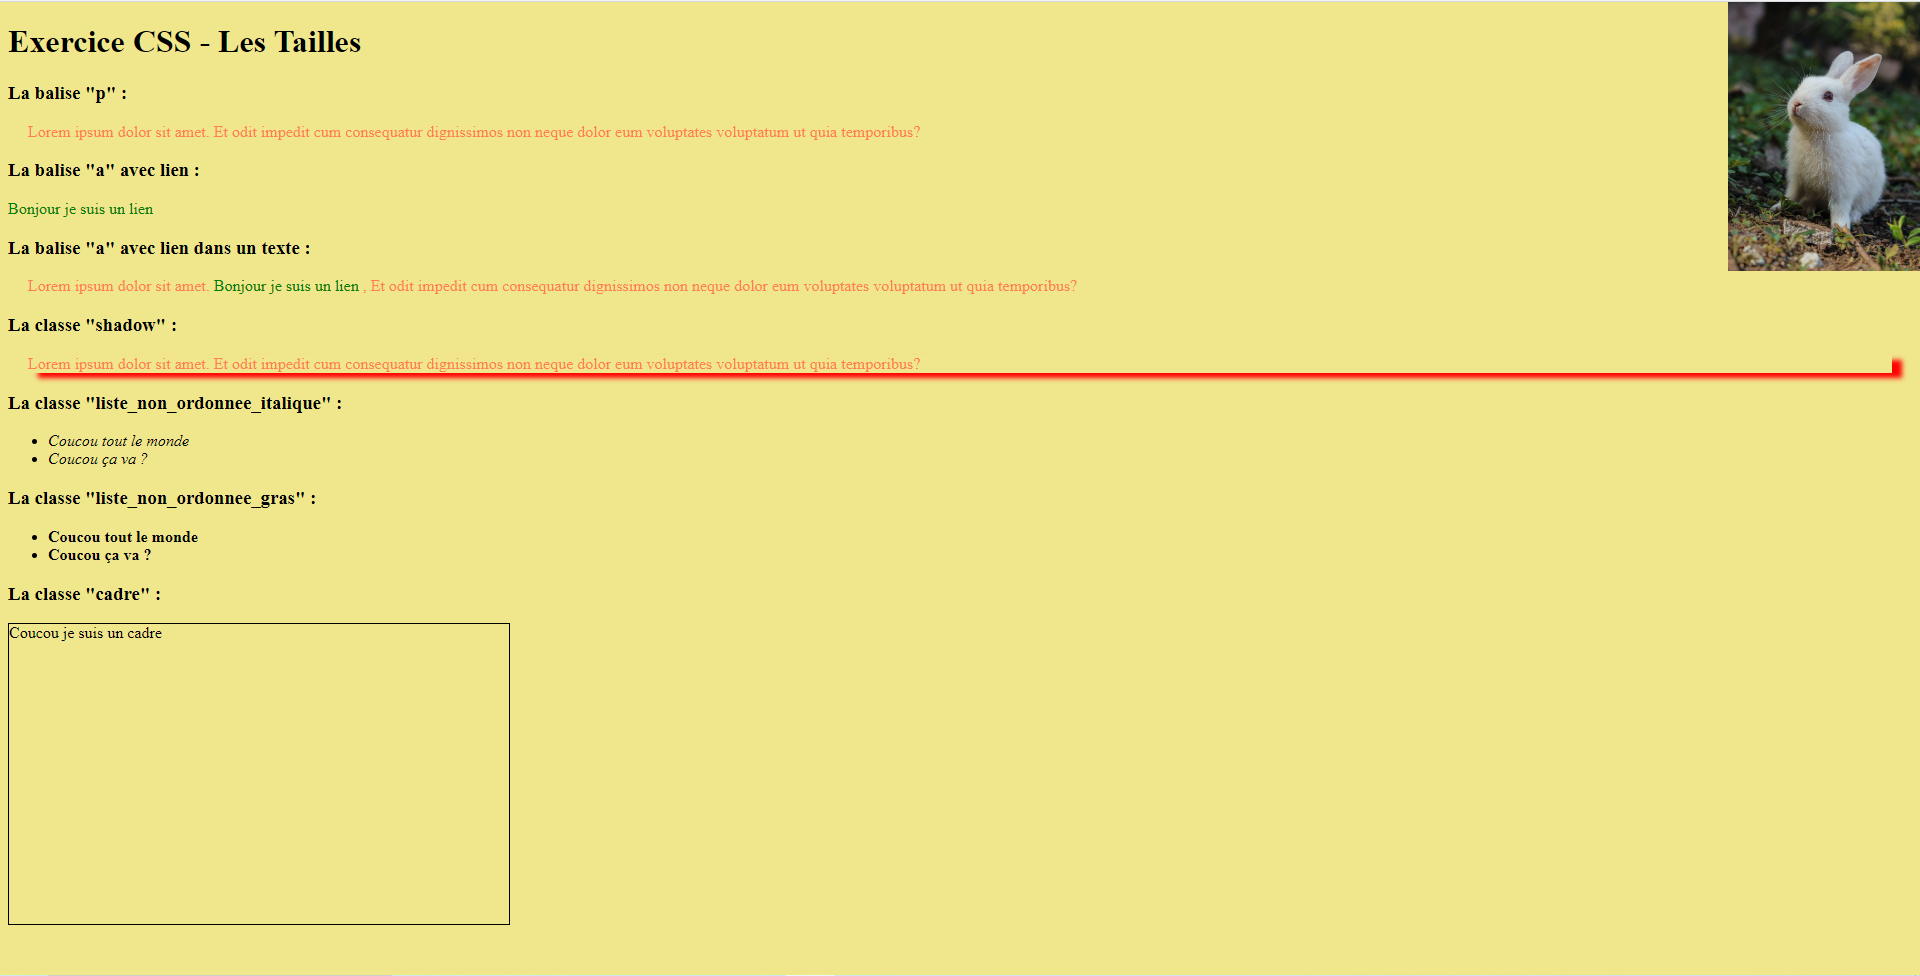 Exercice CSS - Les Tailles
La balise "p" :
Lorem ipsum dolor sit amet. Et odit impedit cum consequatur dignissimos non neque dolor eum voluptates voluptatum ut quia temporibus?
La balise "a" avec lien :
Bonjour je suis un lien
La balise "a" avec lien dans un texte :
Lorem ipsum dolor sit amet. Bonjour je suis un lien , Et odit impedit cum consequatur dignissimos non neque dolor eum voluptates voluptatum ut quia temporibus?
La classe "shadow" :
Lorem ipsum dolor sit amet. Et odit impedit cum consequatur dignissimos non neque dolor eum voluptates voluptatum ut quia temporibus?
La classe "liste_non_ordonnee_italique" :
• Coucou tout le monde
• Coucou ça va ?
La classe "liste_non_ordonnee_gras" :
• Coucou tout le monde
• Coucou ça va ?
La classe "cadre" :
Coucou je suis un cadre